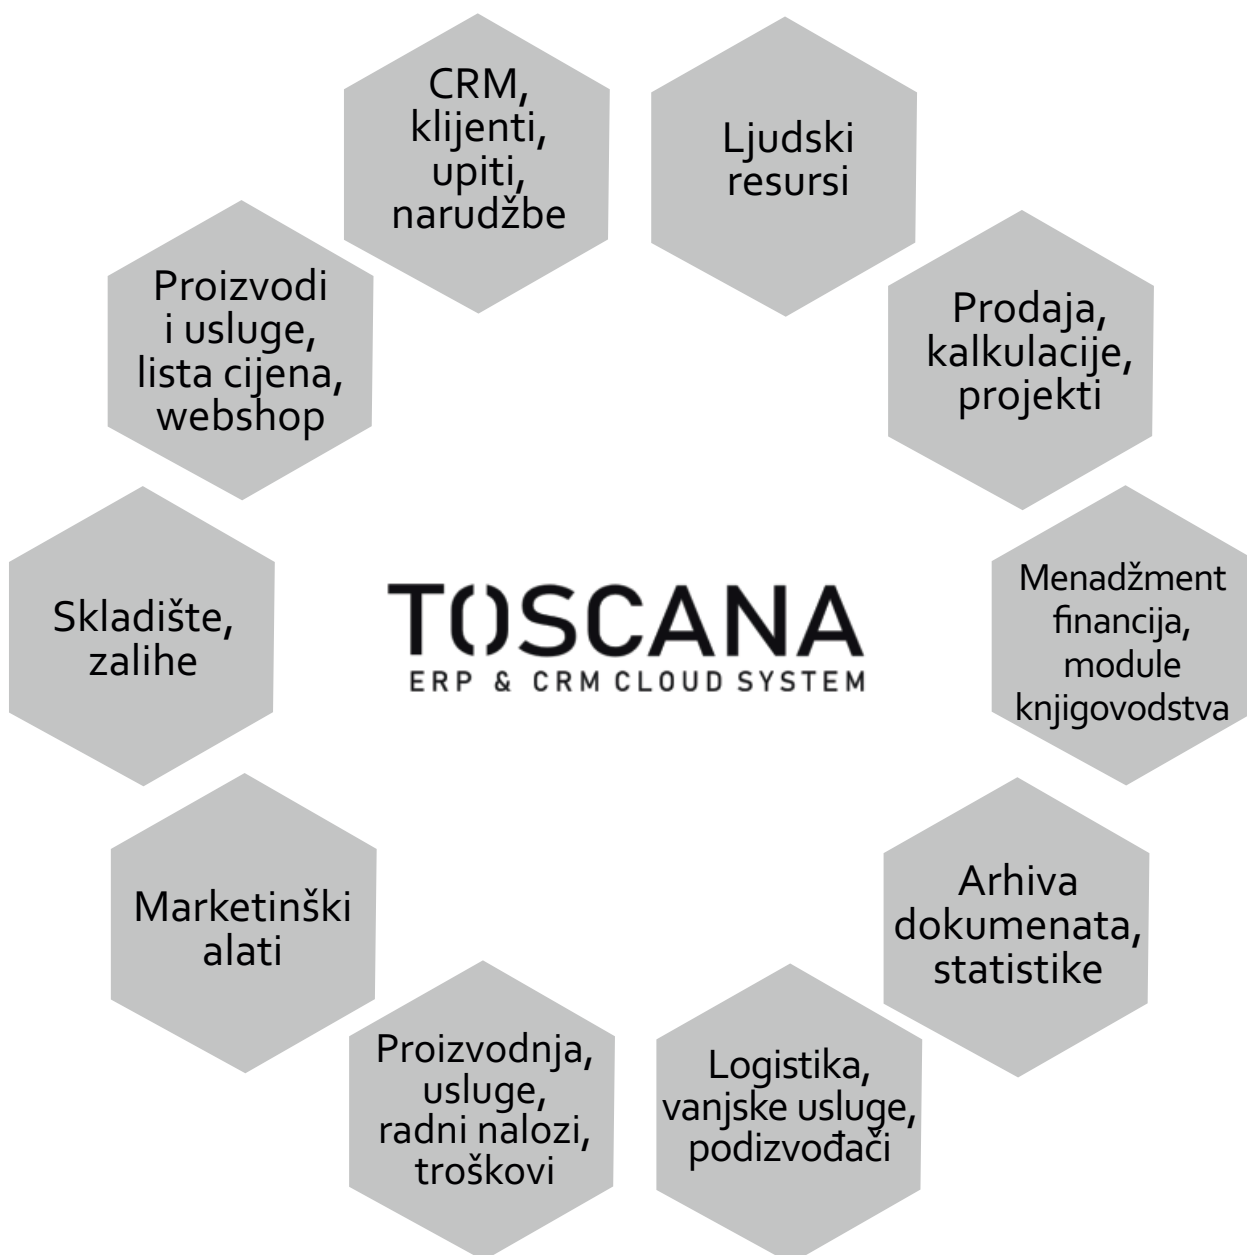 CRM,
klijenti,
upiti,
narudžbe
Ljudski
resursi
Proizvodi
i usluge,
lista cijena,
webshop
Prodaja,
kalkulacije,
projekti
Skladište,
zalihe
TOSCANA
ERP & CRM CLOUD SYSTEM
Menadžment
financija,
module
knjigovodstva
Marketinški
alati
Arhiva
dokumenata,
statistike
Proizvodnja,
usluge,
radni nalozi,
troškovi
Logistika,
vanjske usluge,
podizvođači